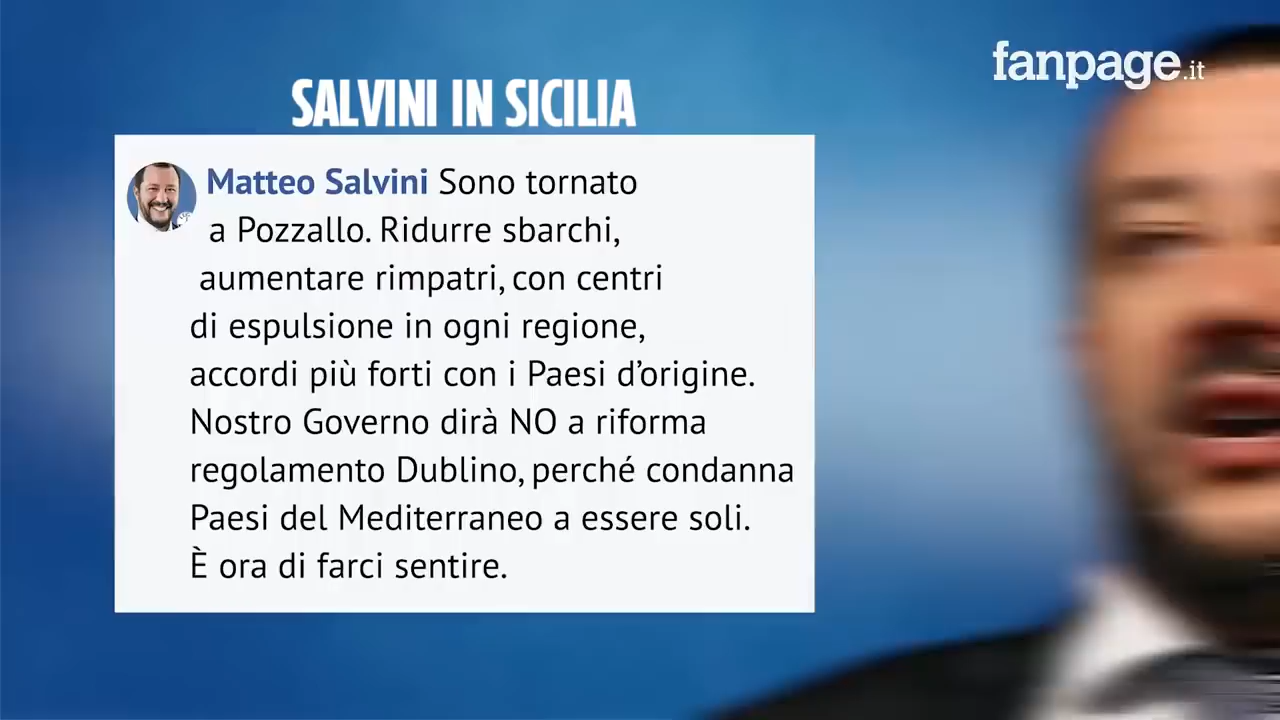 fanpage.it
SALVINI IN SICILIA
Matteo Salvini Sono tornato
a Pozzallo. Ridurre sbarchi,
aumentare rimpatri, con centri
di espulsione in ogni regione,
accordi più forti con i Paesi d’origine.
Nostro Governo dirà NO a riforma
regolamento Dublino, perché condanna
Paesi del Mediterraneo a essere soli.
È ora di farci sentire.